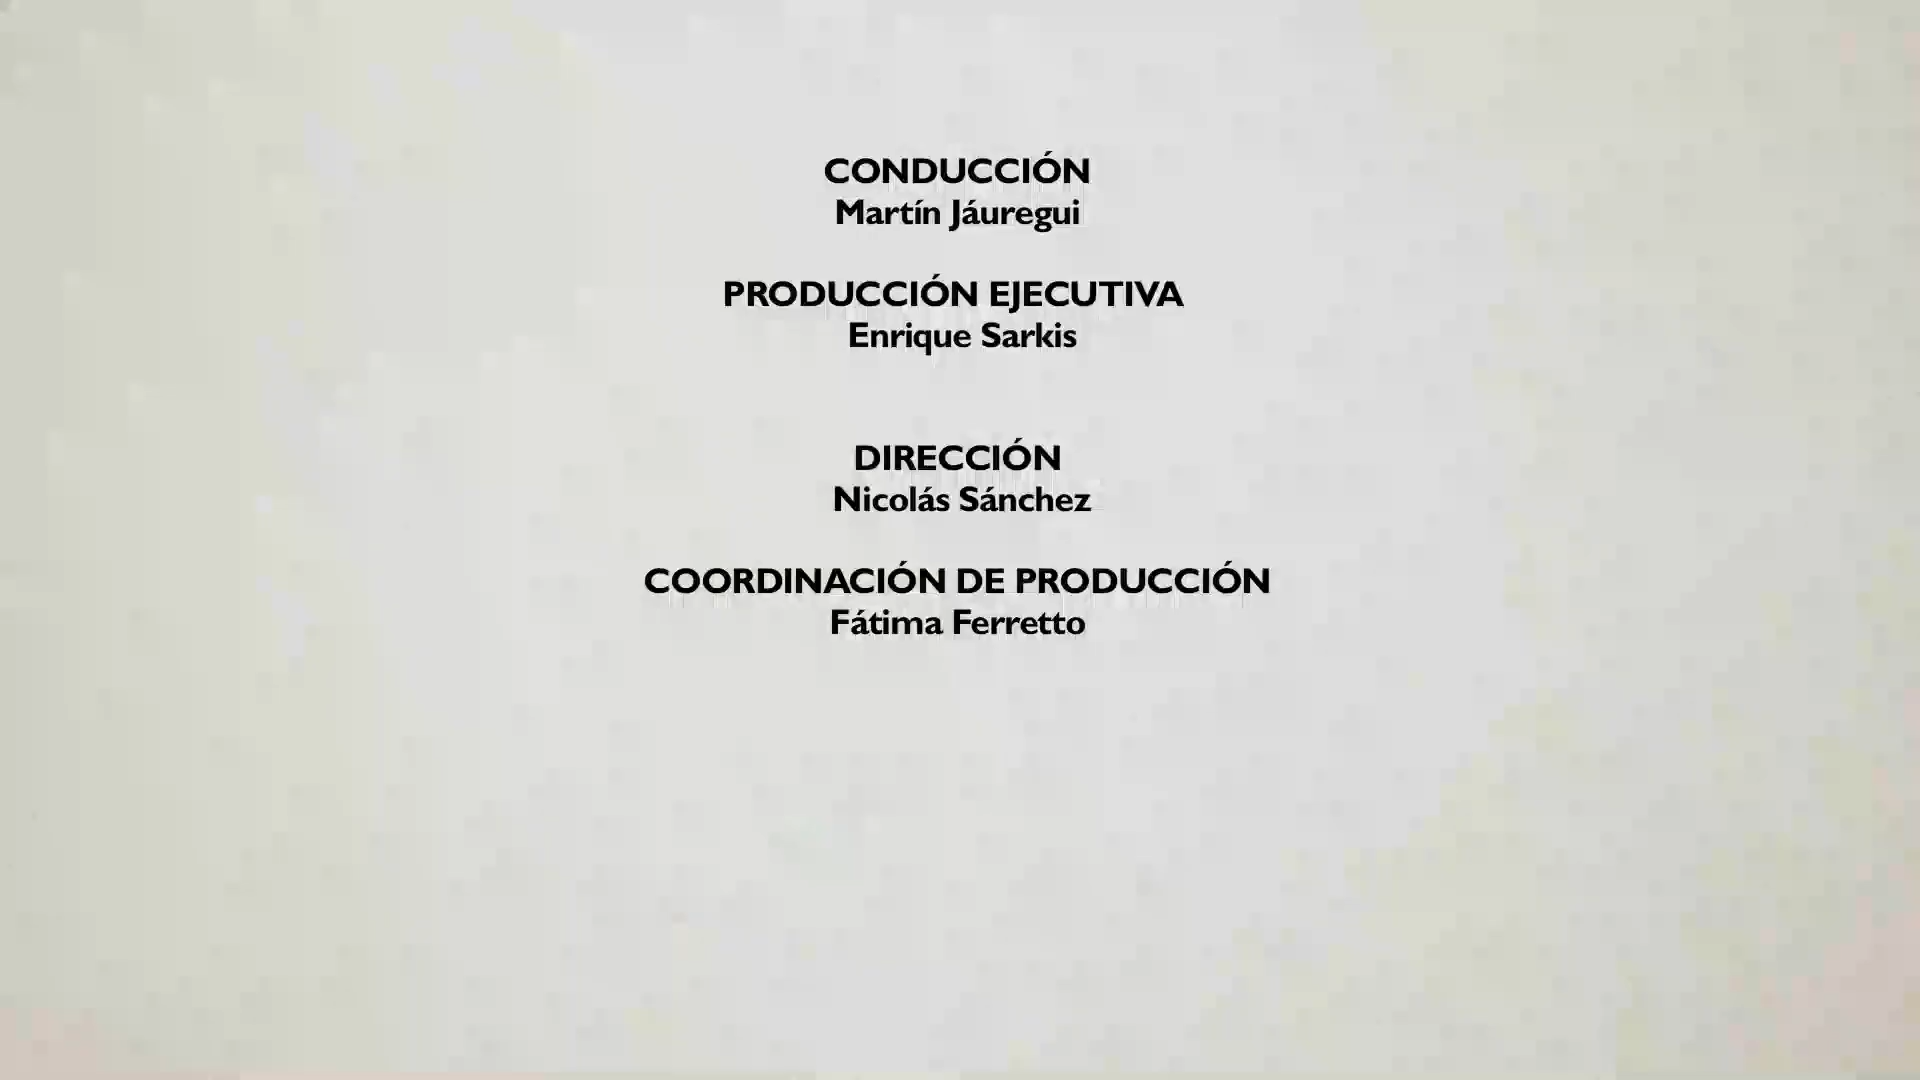 CONDUCCIÓN
Martín Jáuregui
PRODUCCIÓN EJECUTIVA
Enrique Sarkis
DIRECCIÓN
Nicolás Sánchez
COORDINACIÓN DE PRODUCCIÓN
Fátima Ferretto